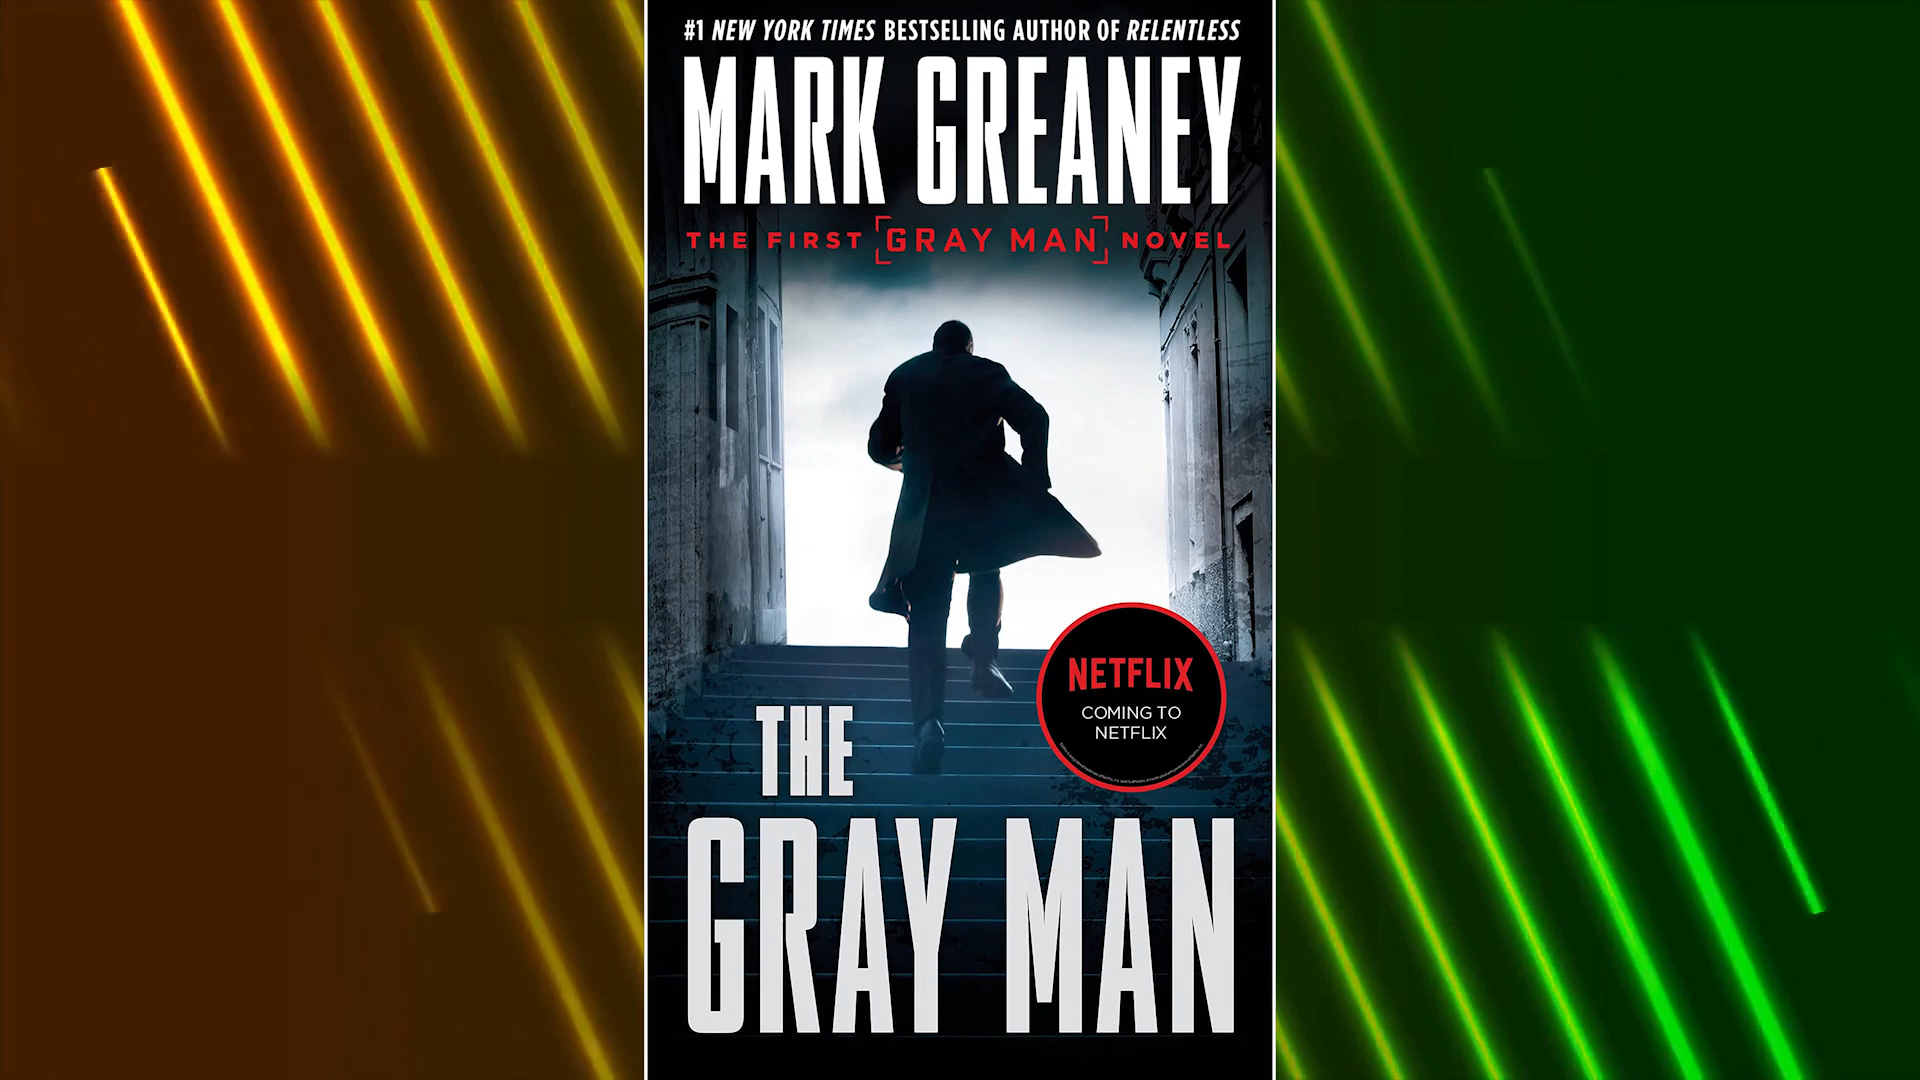 #1 NEW YORK TIMES BESTSELLING AUTHOR OF RELENTLESS
MARK GREANEY
THE FIRST [GRAY MAN] NOVEL
NETFLIX
COMING TO
NETFLIX
THE
GRAY MAN